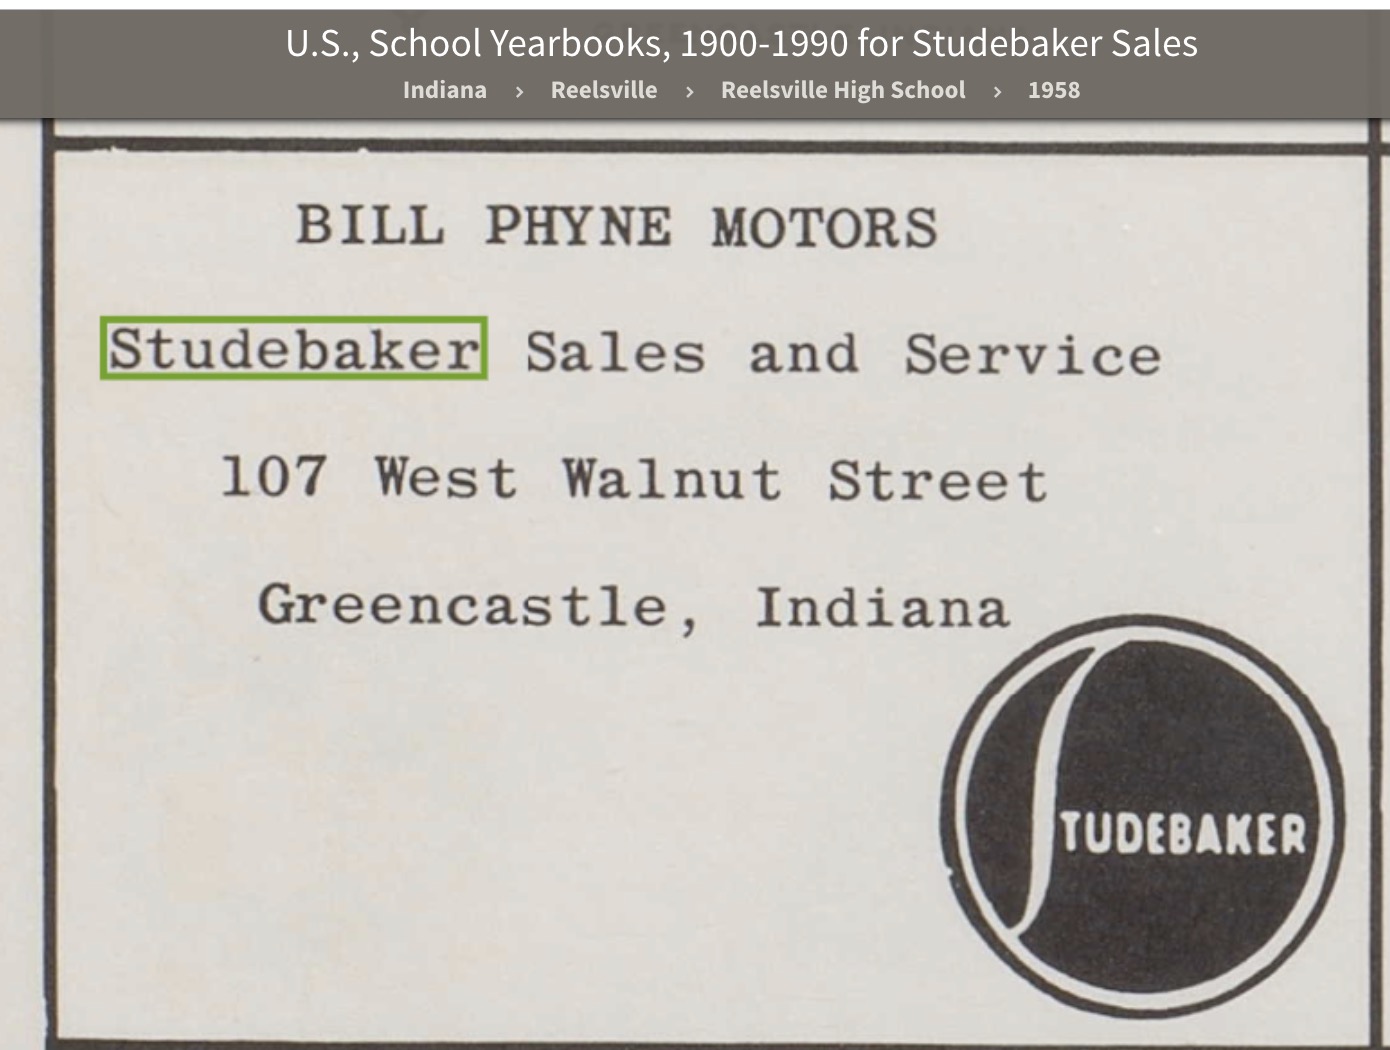 U.S., School Yearbooks, 1900-1990 for Studebaker Sales
Indiana › Reelsville › Reelsville High School › 1958
BILL PHYNE MOTORS
Studebaker Sales and Service
107 West Walnut Street
Greencastle, Indiana
STUDEBAKER